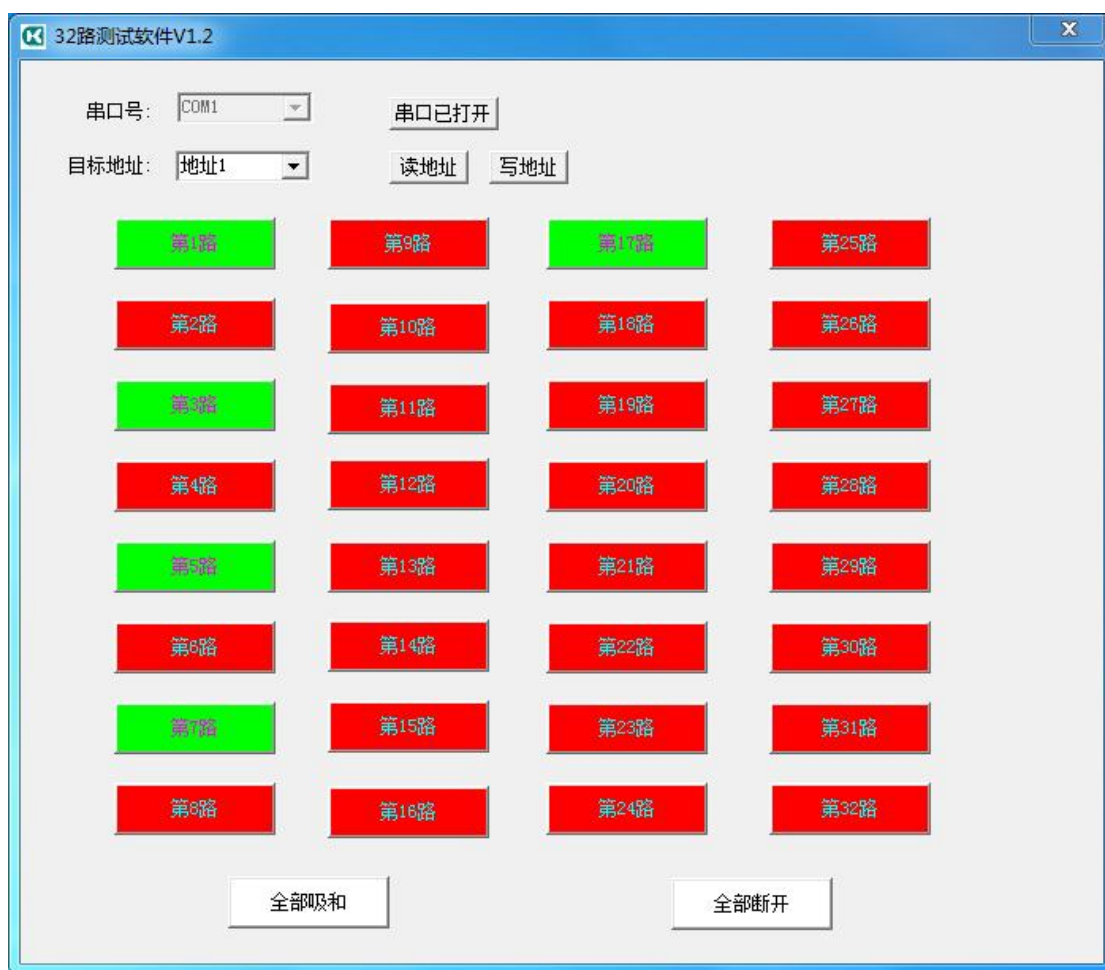 32路测试软件V1.2
串口号: COM1 串口已打开
目标地址: 地址1 读地址 写地址
第1路 第9路 第17路 第25路
第2路 第10路 第18路 第26路
第3路 第11路 第19路 第27路
第4路 第12路 第20路 第28路
第5路 第13路 第21路 第29路
第6路 第14路 第22路 第30路
第7路 第15路 第23路 第31路
第8路 第16路 第24路 第32路
全部吸和 全部断开